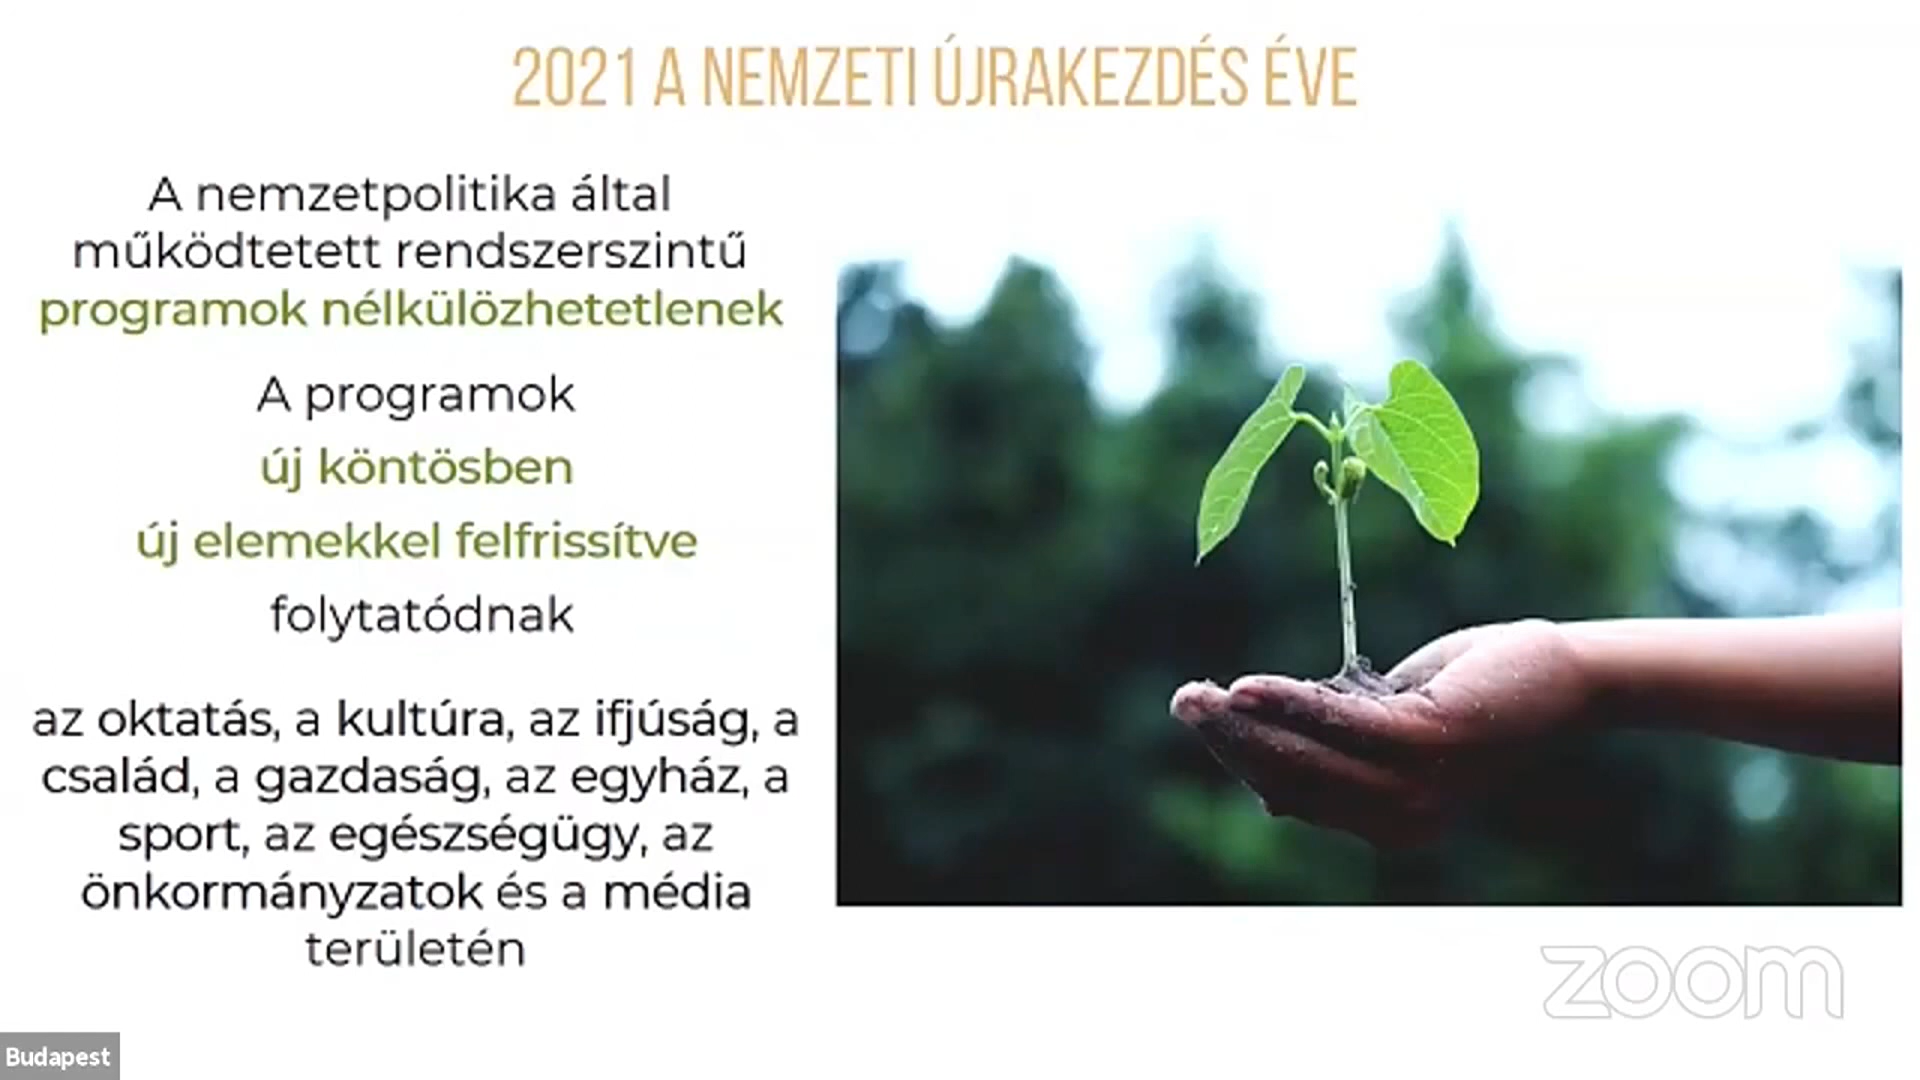 2021 A NEMZETI ÚJRAKEZDÉS ÉVE
A nemzetpolitika által
működtetett rendszerszintű
programok nélkülözhetetlenek
A programok
új köntösben
új elemekkel felfrissítve
folytatódnak
az oktatás, a kultúra, az ifjúság, a
család, a gazdaság, az egyház, a
sport, az egészségügy, az
önkormányzatok és a média
területén
zoom
Budapest